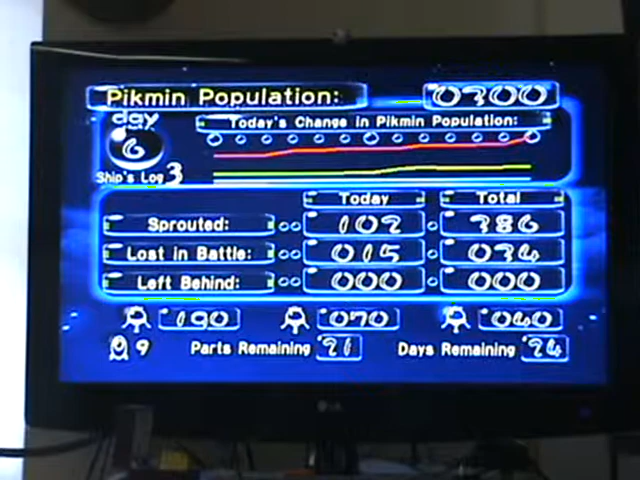 Pikmin Population: 0300
day
6
Today's Change in Pikmin Population:
Ship's Log 3
Today Total
Sprouted: 102 386
Lost in Battle: 015 034
Left Behind: 000 000
190 070 040
9 Parts Remaining 21 Days Remaining 24
LG